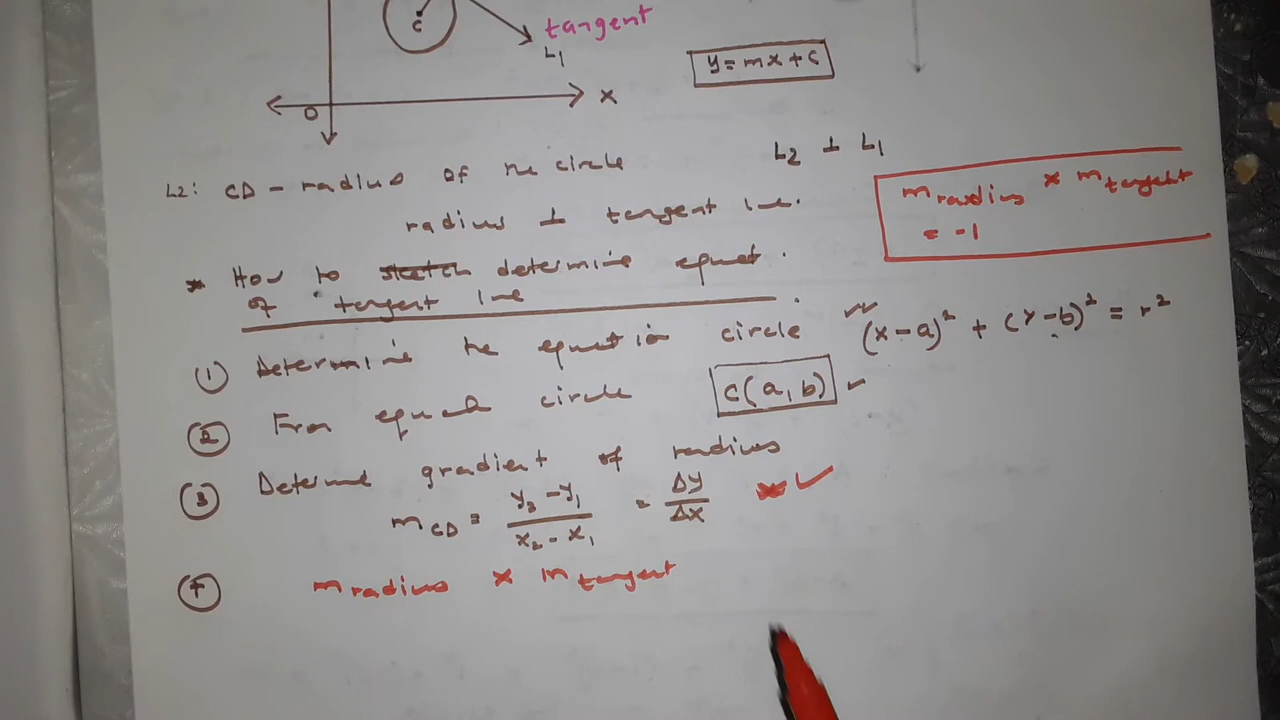 C
tangent
L1
y = mx + c
x
0
L2: CD - radius of the circle L2 ⊥ L1
radius ⊥ tangent line.
m radius × m tangent
= -1
* How to sketch determine equat.
of tangent line
① Determine the equation circle (x - a)² + (y - b)² = r²
② From circle C(a, b)
③ Determine gradient of radius
m CD = y2 - y1 / x2 - x1 = Δy / Δx
④ m radius × m tangent